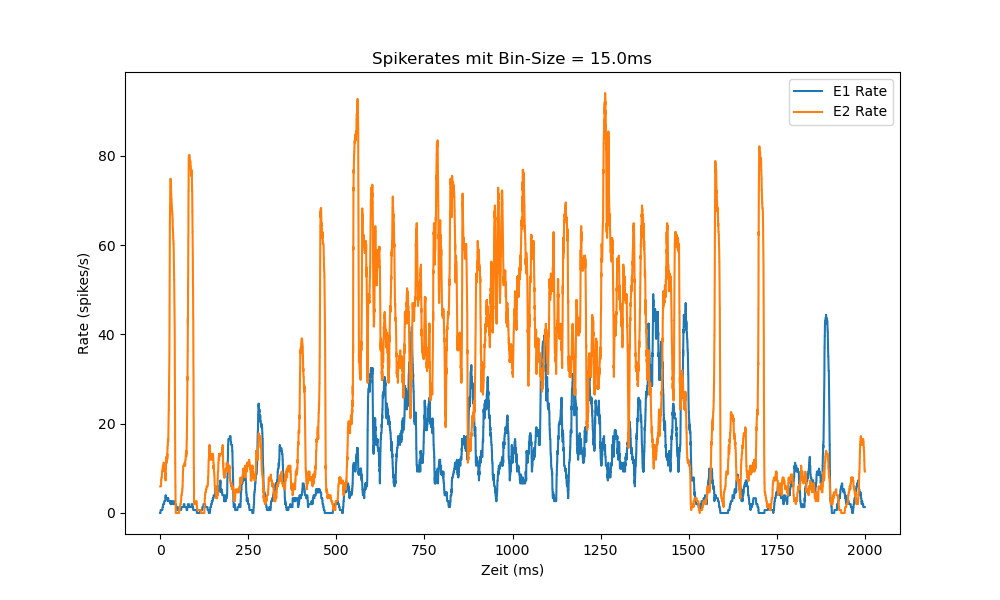 Spikerates mit Bin-Size = 15.0ms
E1 Rate
E2 Rate
Rate (spikes/s)
80
60
40
20
0
0 250 500 750 1000 1250 1500 1750 2000
Zeit (ms)